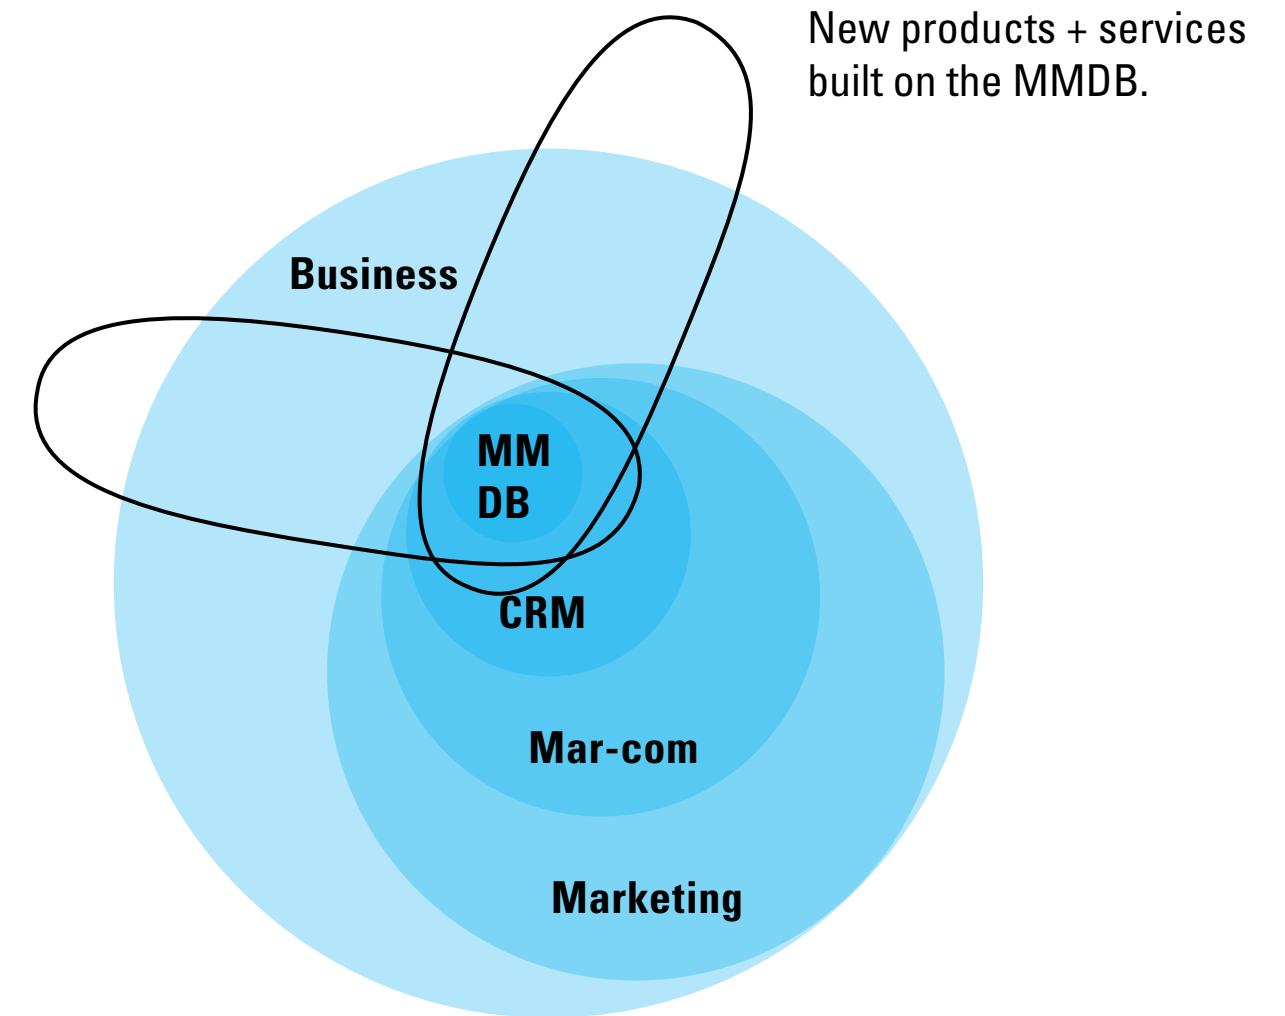 New products + services
built on the MMDB.
Business
MM
DB
CRM
Mar-com
Marketing